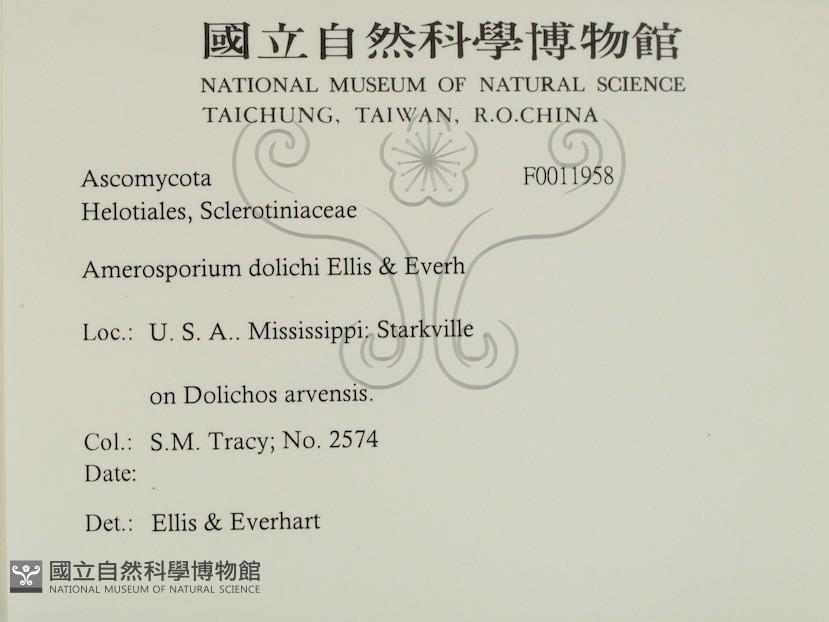 國立自然科學博物館
NATIONAL MUSEUM OF NATURAL SCIENCE
TAICHUNG, TAIWAN, R.O.CHINA
Ascomycota F0011958
Helotiales, Sclerotiniaceae
Amerosporium dolichi Ellis & Everh
Loc.: U. S. A.. Mississippi: Starkville
on Dolichos arvensis.
Col.: S.M. Tracy; No. 2574
Date:
Det.: Ellis & Everhart
國立自然科學博物館
NATIONAL MUSEUM OF NATURAL SCIENCE